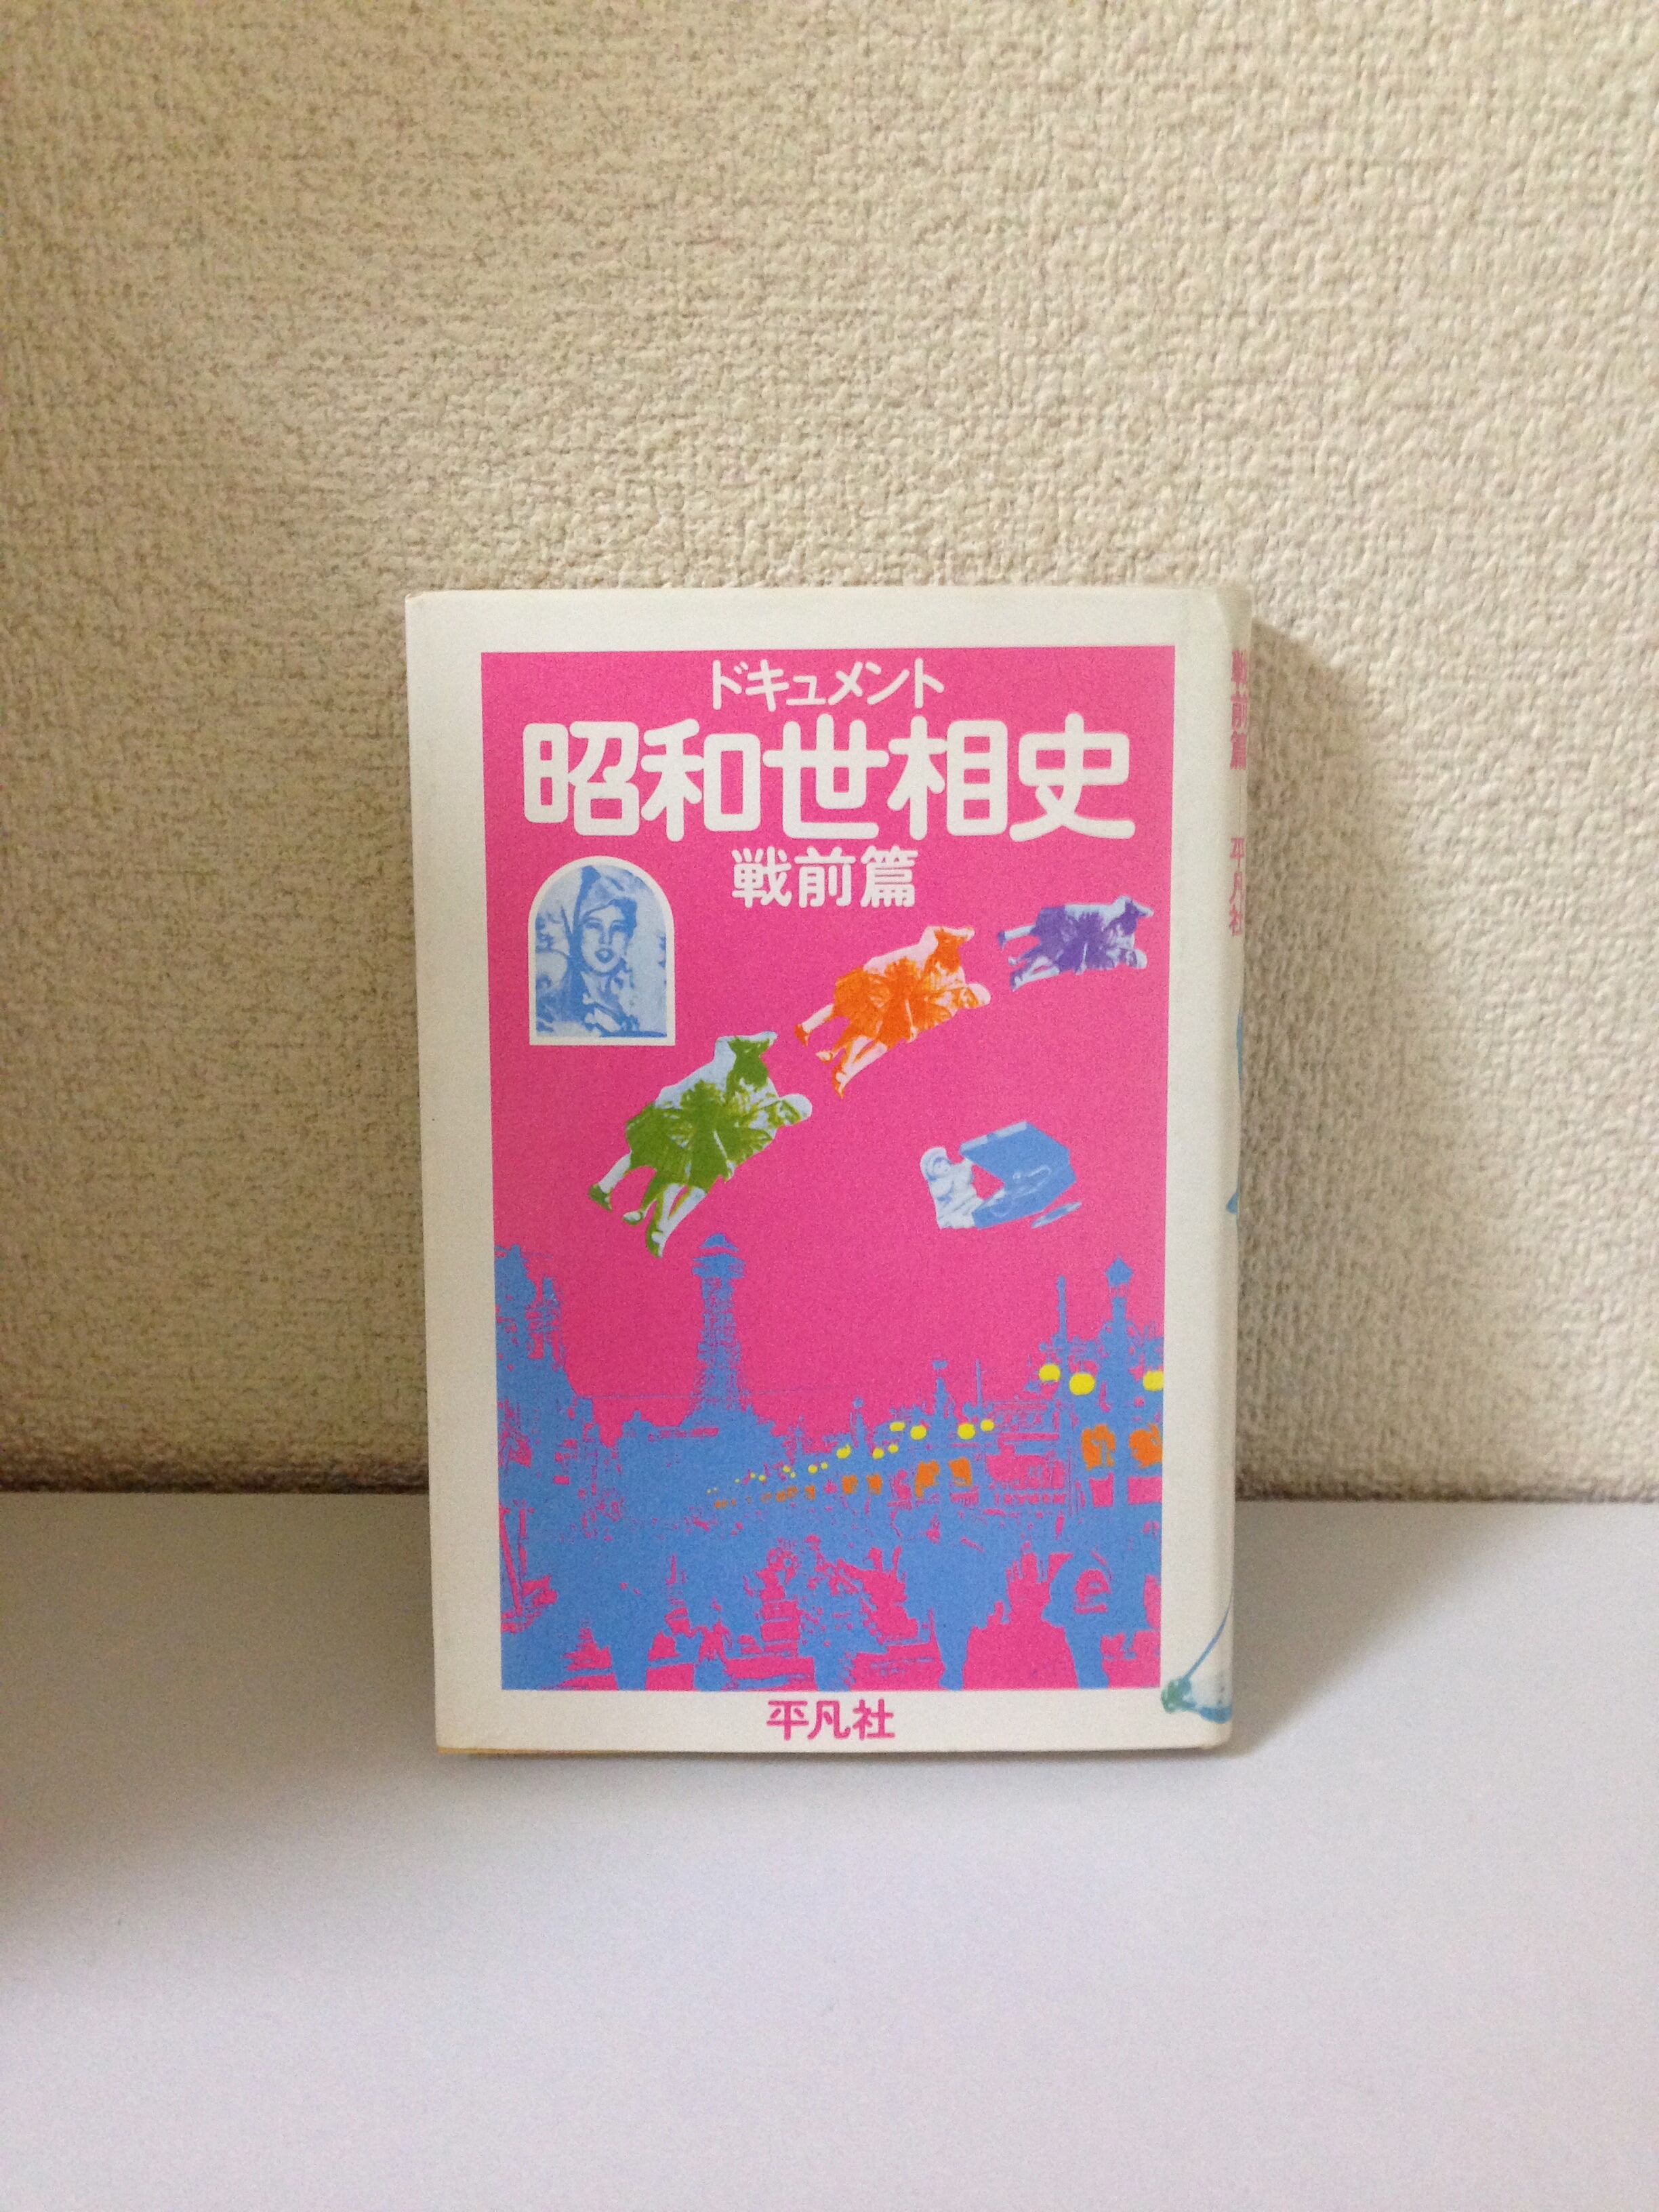 ドキュメント
昭和世相史
戦前篇
平凡社
戦前篇 平凡社